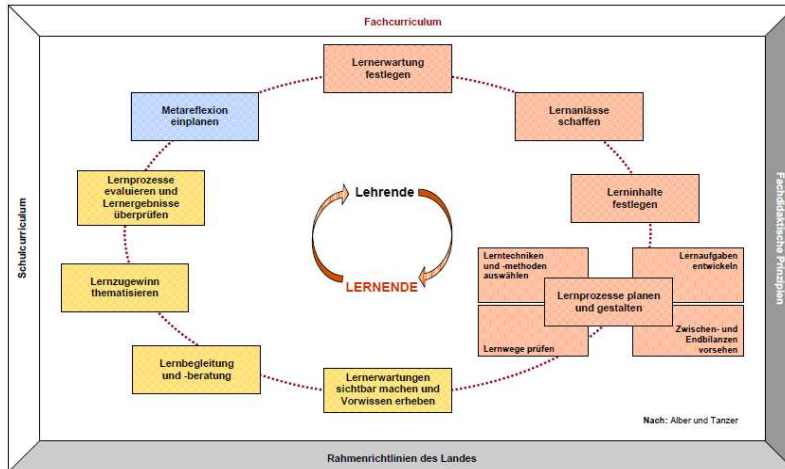 Fachcurriculum
Lernerwartung
festlegen
Metareflexion
einplanen
Lernanlässe
schaffen
Lernprozesse
evaluieren und
Lernergebnisse
überprüfen
Lehrende
Lerninhalte
festlegen
Schulcurriculum
Fachdidaktische Prinzipien
Lernzugewinn
thematisieren
LERNENDE
Lerntechniken
und -methoden
auswählen
Lernaufgaben
entwickeln
Lernprozesse planen
und gestalten
Lernwege prüfen
Zwischen- und
Endbilanzen
vorsehen
Lernbegleitung
und -beratung
Lernerwartungen
sichtbar machen und
Vorwissen erheben
Nach: Alber und Tanzer
Rahmenrichtlinien des Landes